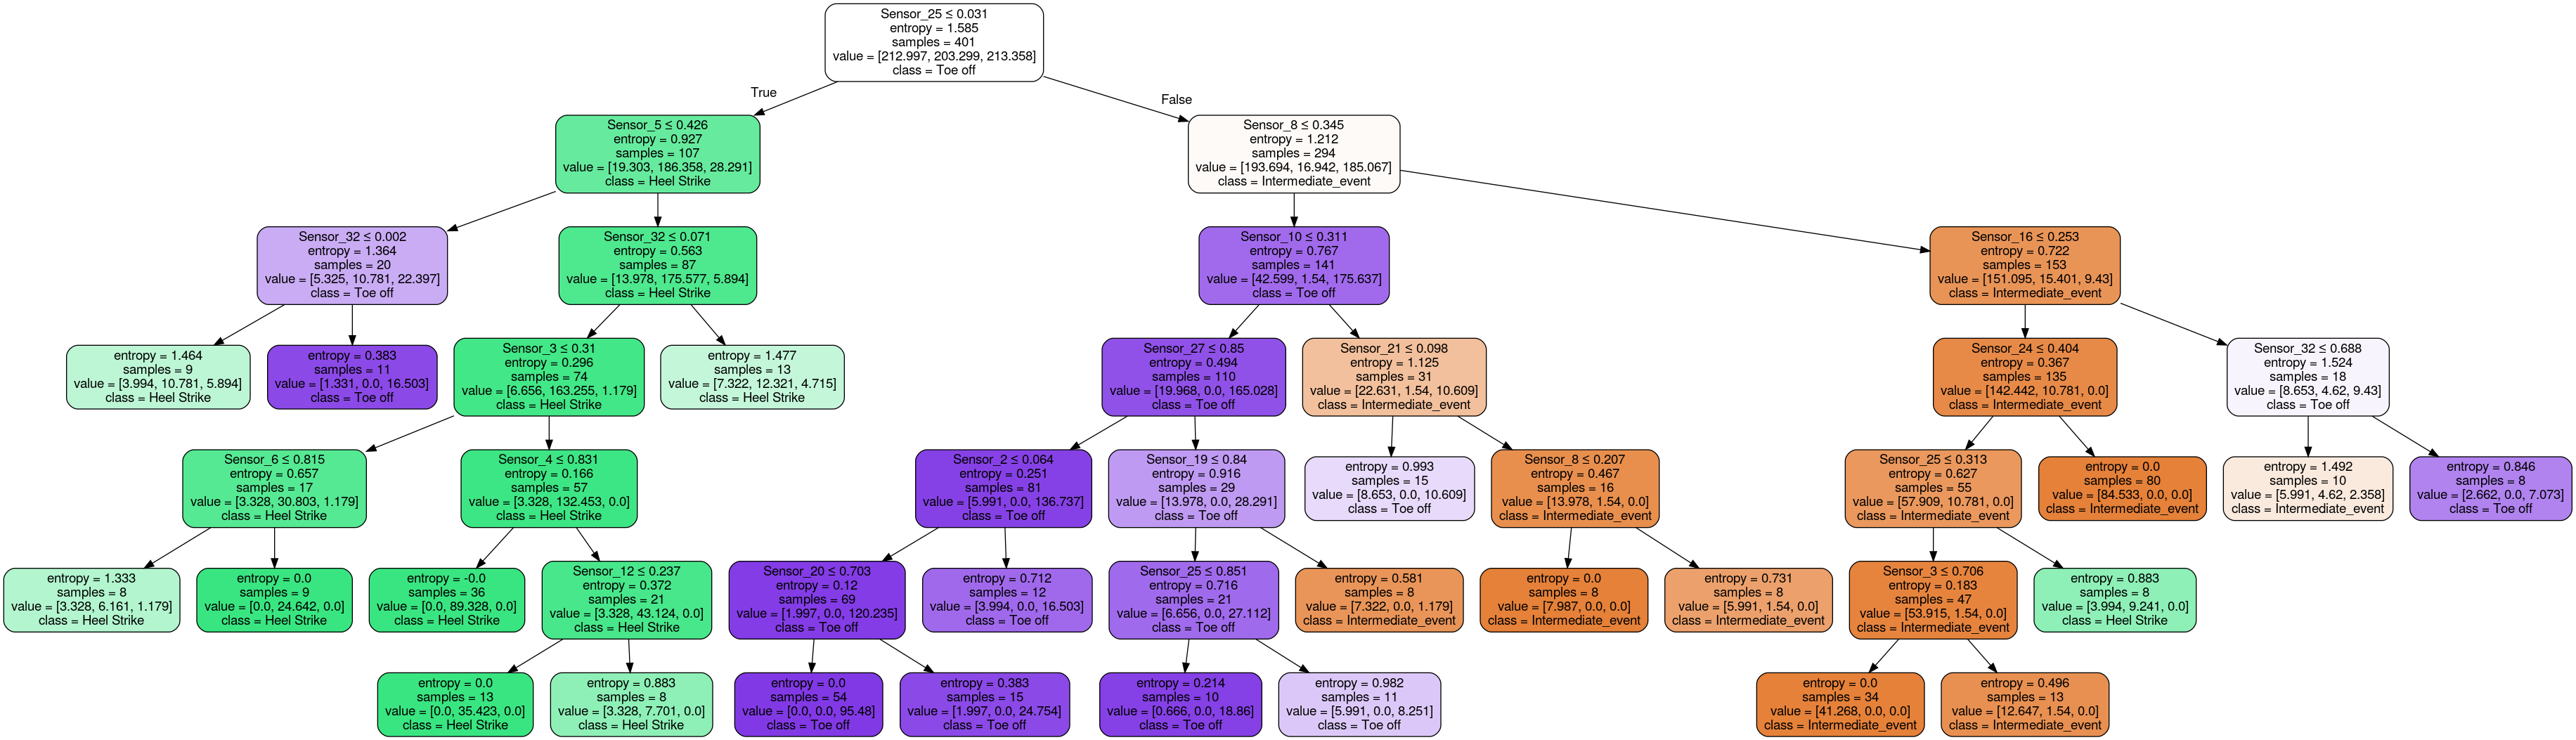 Sensor_25 ≤ 0.031
entropy = 1.585
samples = 401
value = [212.997, 203.299, 213.358]
class = Toe off
True
False
Sensor_5 ≤ 0.426
entropy = 0.927
samples = 107
value = [19.303, 186.358, 28.291]
class = Heel Strike
Sensor_8 ≤ 0.345
entropy = 1.212
samples = 294
value = [193.694, 16.942, 185.067]
class = Intermediate_event
Sensor_32 ≤ 0.002
entropy = 1.364
samples = 20
value = [5.325, 10.781, 22.397]
class = Toe off
Sensor_32 ≤ 0.071
entropy = 0.563
samples = 87
value = [13.978, 175.577, 5.894]
class = Heel Strike
Sensor_10 ≤ 0.311
entropy = 0.767
samples = 141
value = [42.599, 1.54, 175.637]
class = Toe off
Sensor_16 ≤ 0.253
entropy = 0.722
samples = 153
value = [151.095, 15.401, 9.43]
class = Intermediate_event
entropy = 1.464
samples = 9
value = [3.994, 10.781, 5.894]
class = Heel Strike
entropy = 0.383
samples = 11
value = [1.331, 0.0, 16.503]
class = Toe off
Sensor_3 ≤ 0.31
entropy = 0.296
samples = 74
value = [6.656, 163.255, 1.179]
class = Heel Strike
entropy = 1.477
samples = 13
value = [7.322, 12.321, 4.715]
class = Heel Strike
Sensor_27 ≤ 0.85
entropy = 0.494
samples = 110
value = [19.968, 0.0, 165.028]
class = Toe off
Sensor_21 ≤ 0.098
entropy = 1.125
samples = 31
value = [22.631, 1.54, 10.609]
class = Intermediate_event
Sensor_24 ≤ 0.404
entropy = 0.367
samples = 135
value = [142.442, 10.781, 0.0]
class = Intermediate_event
Sensor_32 ≤ 0.688
entropy = 1.524
samples = 18
value = [8.653, 4.62, 9.43]
class = Toe off
Sensor_6 ≤ 0.815
entropy = 0.657
samples = 17
value = [3.328, 30.803, 1.179]
class = Heel Strike
Sensor_4 ≤ 0.831
entropy = 0.166
samples = 57
value = [3.328, 132.453, 0.0]
class = Heel Strike
Sensor_2 ≤ 0.064
entropy = 0.251
samples = 81
value = [5.991, 0.0, 136.737]
class = Toe off
Sensor_19 ≤ 0.84
entropy = 0.916
samples = 29
value = [13.978, 0.0, 28.291]
class = Toe off
entropy = 0.993
samples = 15
value = [8.653, 0.0, 10.609]
class = Toe off
Sensor_8 ≤ 0.207
entropy = 0.467
samples = 16
value = [13.978, 1.54, 0.0]
class = Intermediate_event
Sensor_25 ≤ 0.313
entropy = 0.627
samples = 55
value = [57.909, 10.781, 0.0]
class = Intermediate_event
entropy = 0.0
samples = 80
value = [84.533, 0.0, 0.0]
class = Intermediate_event
entropy = 1.492
samples = 10
value = [5.991, 4.62, 2.358]
class = Intermediate_event
entropy = 0.846
samples = 8
value = [2.662, 0.0, 7.073]
class = Toe off
entropy = 1.333
samples = 8
value = [3.328, 6.161, 1.179]
class = Heel Strike
entropy = 0.0
samples = 9
value = [0.0, 24.642, 0.0]
class = Heel Strike
entropy = -0.0
samples = 36
value = [0.0, 89.328, 0.0]
class = Heel Strike
Sensor_12 ≤ 0.237
entropy = 0.372
samples = 21
value = [3.328, 43.124, 0.0]
class = Heel Strike
Sensor_20 ≤ 0.703
entropy = 0.12
samples = 69
value = [1.997, 0.0, 120.235]
class = Toe off
entropy = 0.712
samples = 12
value = [3.994, 0.0, 16.503]
class = Toe off
Sensor_25 ≤ 0.851
entropy = 0.716
samples = 21
value = [6.656, 0.0, 27.112]
class = Toe off
entropy = 0.581
samples = 8
value = [7.322, 0.0, 1.179]
class = Intermediate_event
entropy = 0.0
samples = 8
value = [7.987, 0.0, 0.0]
class = Intermediate_event
entropy = 0.731
samples = 8
value = [5.991, 1.54, 0.0]
class = Intermediate_event
Sensor_3 ≤ 0.706
entropy = 0.183
samples = 47
value = [53.915, 1.54, 0.0]
class = Intermediate_event
entropy = 0.883
samples = 8
value = [3.994, 9.241, 0.0]
class = Heel Strike
entropy = 0.0
samples = 13
value = [0.0, 35.423, 0.0]
class = Heel Strike
entropy = 0.883
samples = 8
value = [3.328, 7.701, 0.0]
class = Heel Strike
entropy = 0.0
samples = 54
value = [0.0, 0.0, 95.48]
class = Toe off
entropy = 0.383
samples = 15
value = [1.997, 0.0, 24.754]
class = Toe off
entropy = 0.214
samples = 10
value = [0.666, 0.0, 18.86]
class = Toe off
entropy = 0.982
samples = 11
value = [5.991, 0.0, 8.251]
class = Toe off
entropy = 0.0
samples = 34
value = [41.268, 0.0, 0.0]
class = Intermediate_event
entropy = 0.496
samples = 13
value = [12.647, 1.54, 0.0]
class = Intermediate_event